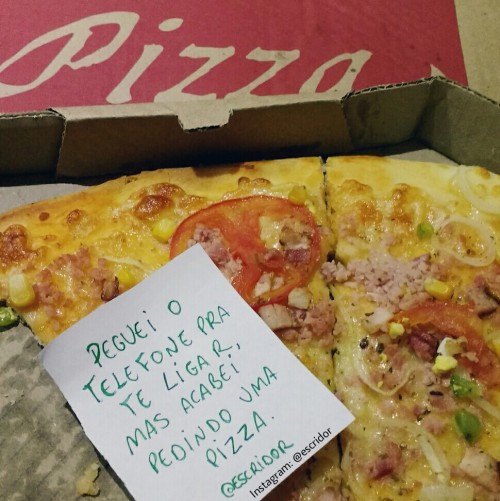 Pizza
PEGUEI O
TELEFONE PRA
TE LIGAR,
MAS ACABEI
PEDINDO UMA
PIZZA.
@ESCRIDOR
Instagram: @escridor